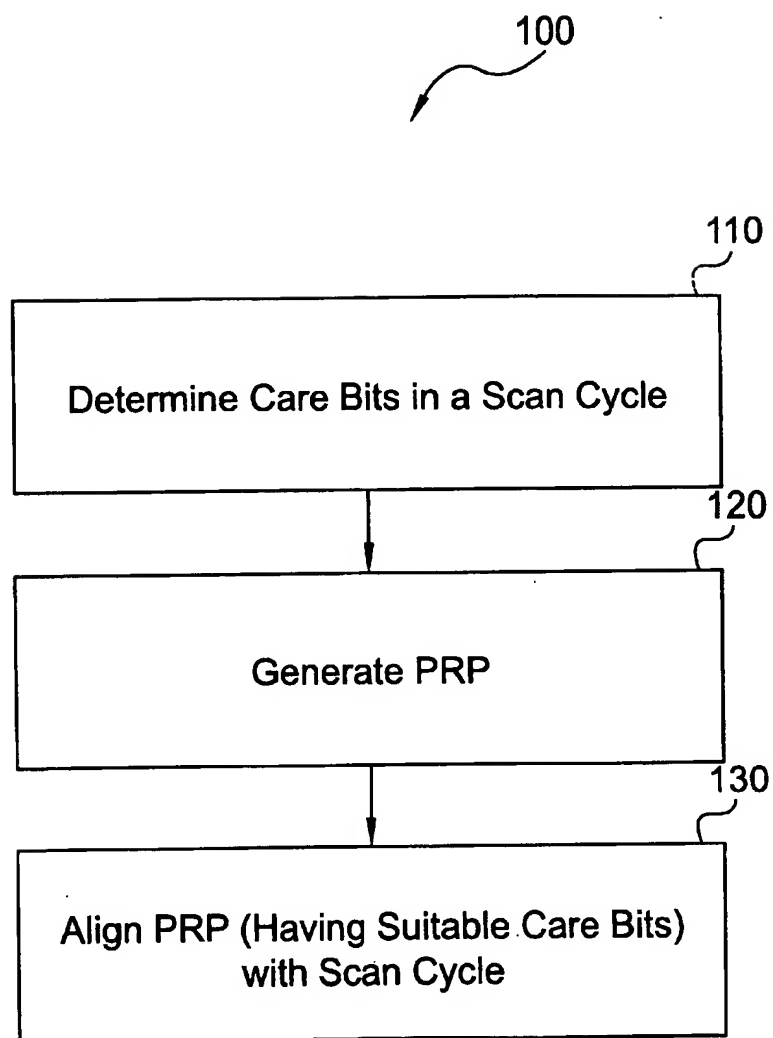 100
110
Determine Care Bits in a Scan Cycle
120
Generate PRP
130
Align PRP (Having Suitable Care Bits)
with Scan Cycle